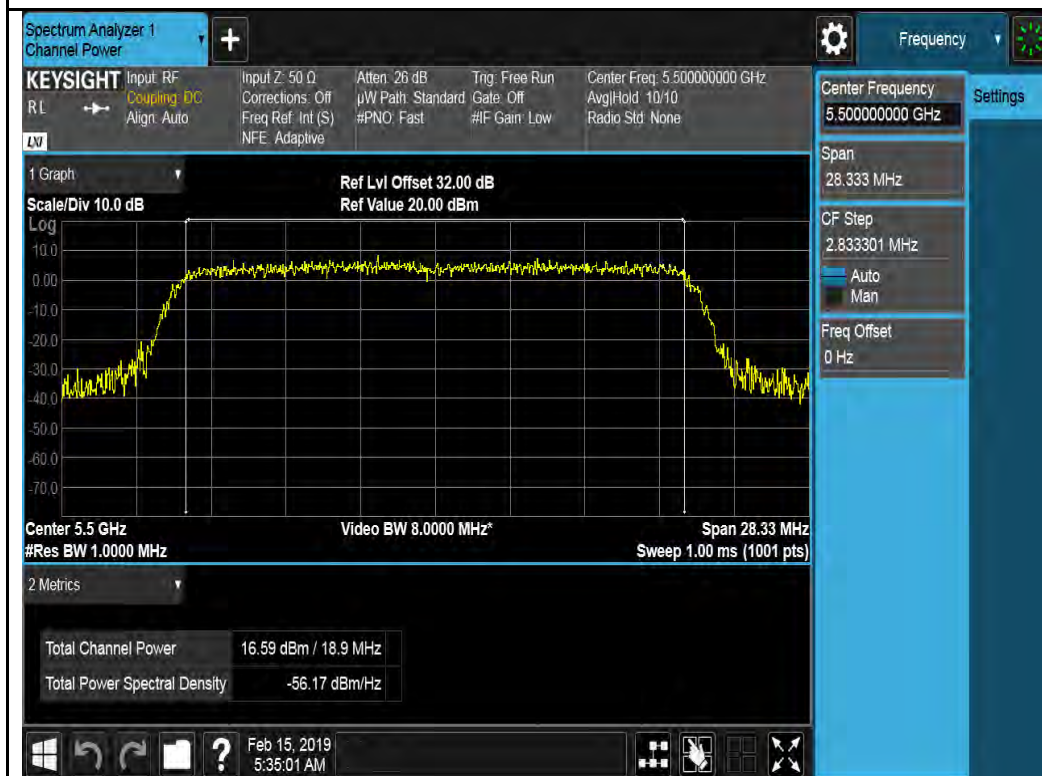 Spectrum Analyzer 1
Channel Power
+
Frequency
KEYSIGHT
RL
LXI
Input: RF
Coupling: DC
Align: Auto
Input Z: 50 Ω
Corrections: Off
Freq Ref: Int (S)
NFE: Adaptive
Atten: 26 dB
µW Path: Standard
#PNO: Fast
Trig: Free Run
Gate: Off
#IF Gain: Low
Center Freq: 5.500000000 GHz
Avg|Hold: 10/10
Radio Std: None
Center Frequency
5.500000000 GHz
Settings
Span
28.333 MHz
CF Step
2.833301 MHz
Auto
Man
Freq Offset
0 Hz
1 Graph
Scale/Div 10.0 dB
Ref Lvl Offset 32.00 dB
Ref Value 20.00 dBm
Log
10.0
0.00
-10.0
-20.0
-30.0
-40.0
-50.0
-60.0
-70.0
Center 5.5 GHz
#Res BW 1.0000 MHz
Video BW 8.0000 MHz*
Span 28.33 MHz
Sweep 1.00 ms (1001 pts)
2 Metrics
Total Channel Power 16.59 dBm / 18.9 MHz
Total Power Spectral Density -56.17 dBm/Hz
?
Feb 15, 2019
5:35:01 AM